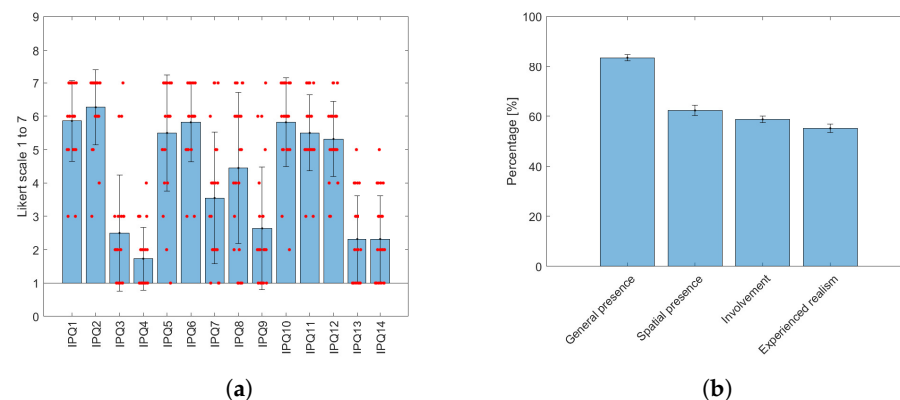 9
8
7
6
5
4
3
2
1
0
Likert scale 1 to 7
IPQ1
IPQ2
IPQ3
IPQ4
IPQ5
IPQ6
IPQ7
IPQ8
IPQ9
IPQ10
IPQ11
IPQ12
IPQ13
IPQ14
(a)
100
80
60
40
20
0
Percentage [%]
General presence
Spatial presence
Involvement
Experienced realism
(b)